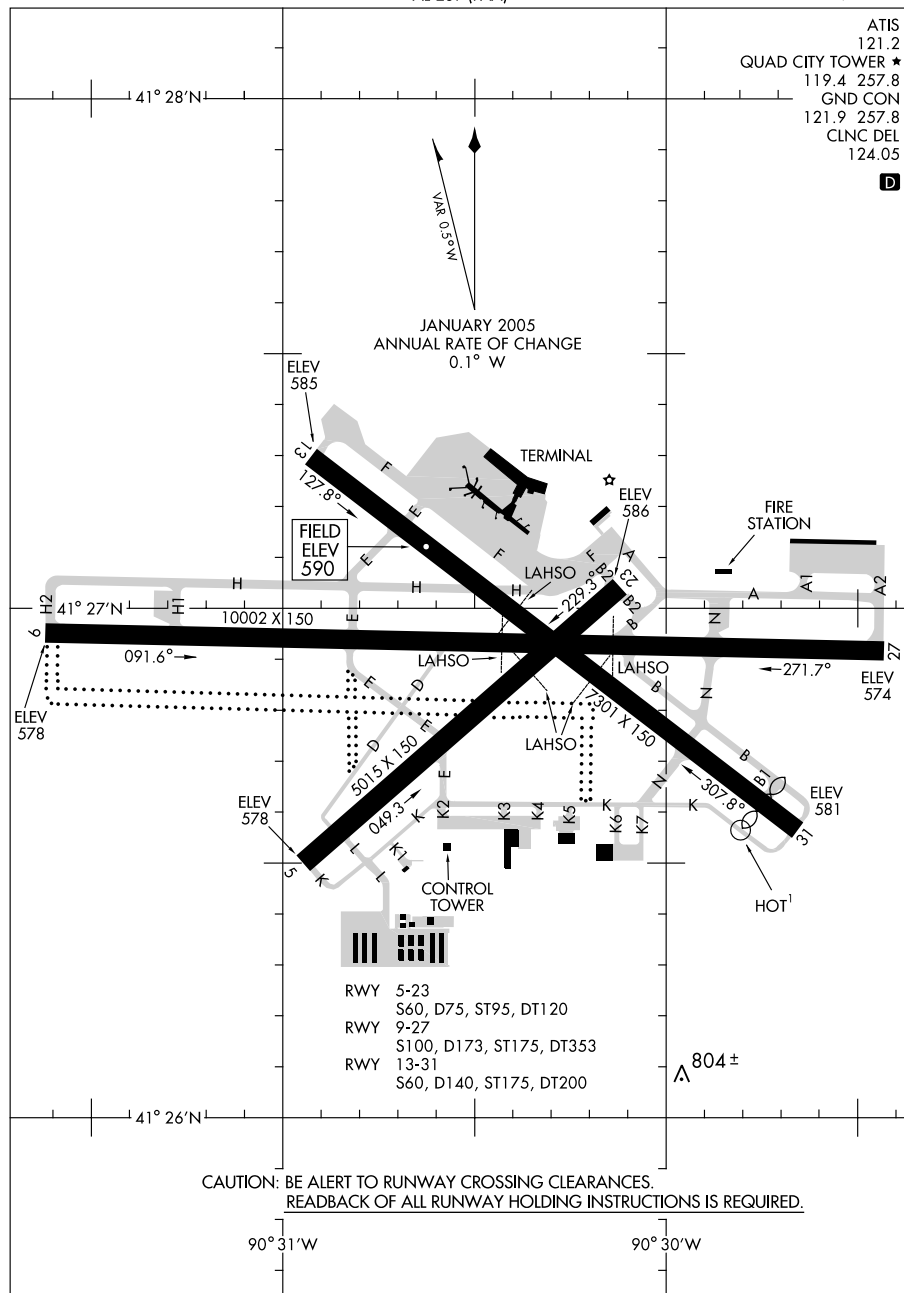 ATIS
121.2
QUAD CITY TOWER ★
119.4 257.8
GND CON
121.9 257.8
CLNC DEL
124.05
D
41° 28'N
VAR 0.5° W
JANUARY 2005
ANNUAL RATE OF CHANGE
0.1° W
ELEV
585
13
127.8°
F
TERMINAL
E
FIELD
ELEV
590
E
F
F
A
ELEV
586
FIRE
STATION
B2
23
229.3°
LAHSO
H
H
H
H2
H1
41° 27'N
E
B2
B
A
A1
A2
N
10002 X 150
9
091.6°
LAHSO
LAHSO
271.7°
27
ELEV
574
ELEV
578
E
D
E
D
LAHSO
7301 X 150
B
N
B
B1
5015 X 150
049.3
E
N
307.8°
ELEV
581
31
ELEV
578
5
K
L
K1
L
K
K2
K3
K4
K5
K
K6
K7
K
CONTROL
TOWER
HOT¹
RWY 5-23
S60, D75, ST95, DT120
RWY 9-27
S100, D173, ST175, DT353
RWY 13-31
S60, D140, ST175, DT200
804±
41° 26'N
CAUTION: BE ALERT TO RUNWAY CROSSING CLEARANCES.
READBACK OF ALL RUNWAY HOLDING INSTRUCTIONS IS REQUIRED.
90° 31'W
90° 30'W